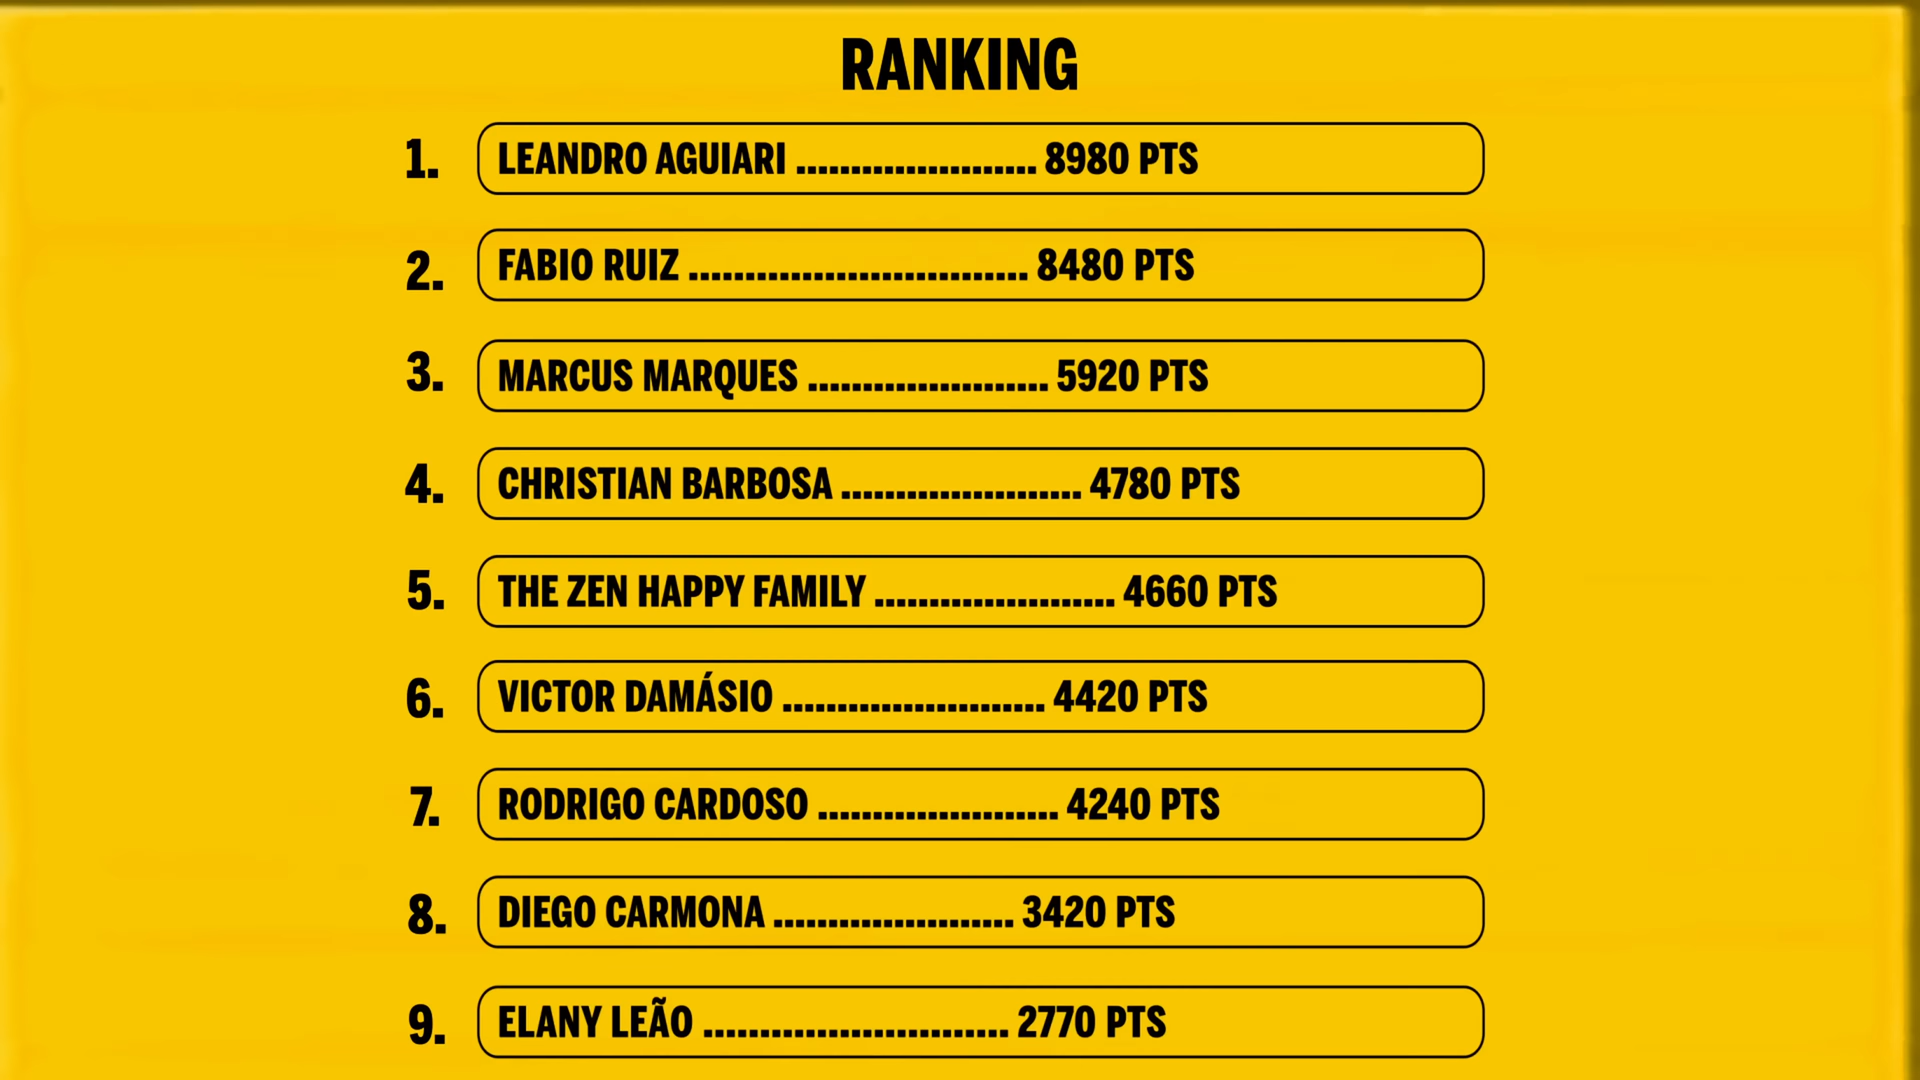 RANKING
1. LEANDRO AGUIARI ...................... 8980 PTS
2. FABIO RUIZ ............................... 8480 PTS
3. MARCUS MARQUES ...................... 5920 PTS
4. CHRISTIAN BARBOSA ...................... 4780 PTS
5. THE ZEN HAPPY FAMILY ...................... 4660 PTS
6. VICTOR DAMÁSIO ........................ 4420 PTS
7. RODRIGO CARDOSO ...................... 4240 PTS
8. DIEGO CARMONA ...................... 3420 PTS
9. ELANY LEÃO ............................ 2770 PTS